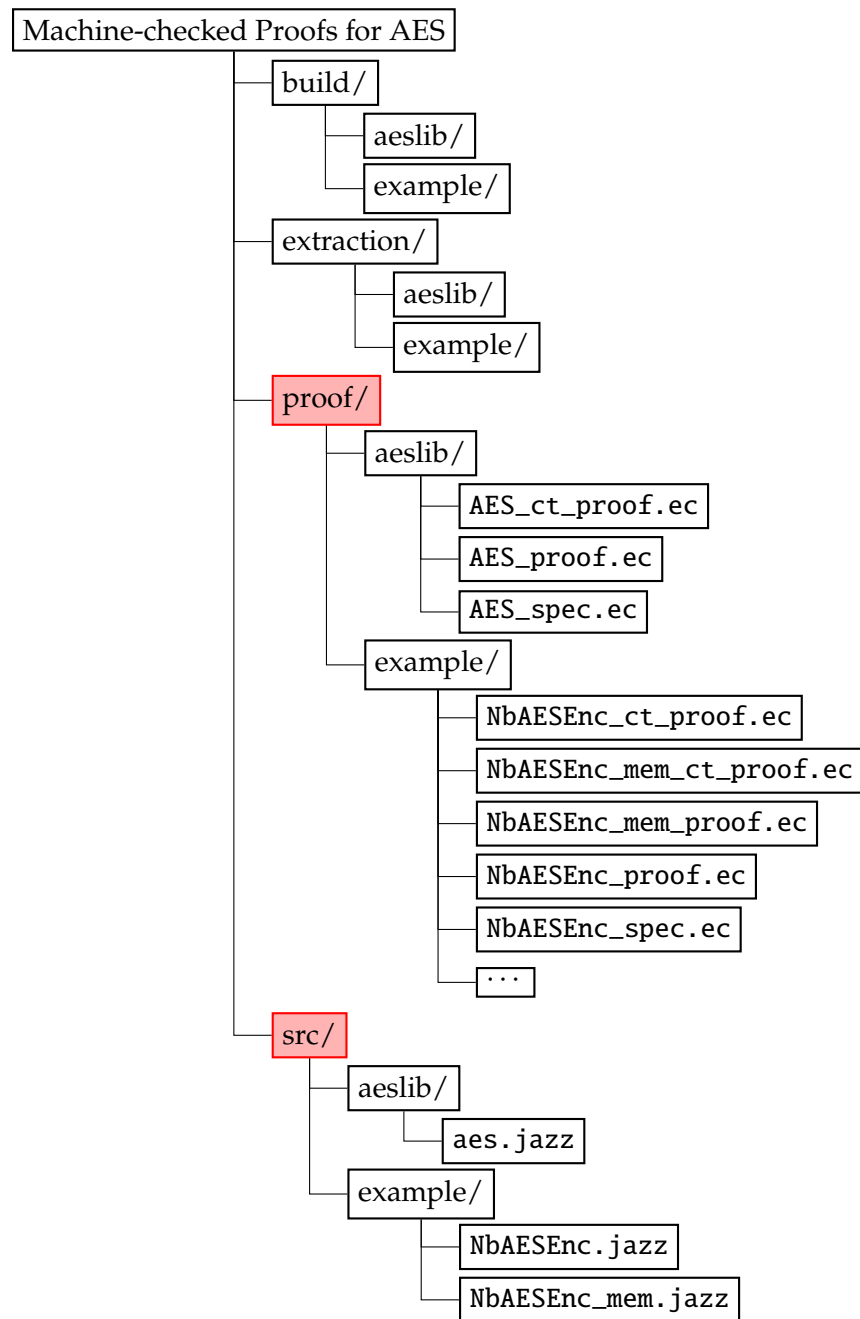 Machine-checked Proofs for AES
build/
aeslib/
example/
extraction/
aeslib/
example/
proof/
aeslib/
AES_ct_proof.ec
AES_proof.ec
AES_spec.ec
example/
NbAESEnc_ct_proof.ec
NbAESEnc_mem_ct_proof.ec
NbAESEnc_mem_proof.ec
NbAESEnc_proof.ec
NbAESEnc_spec.ec
...
src/
aeslib/
aes.jazz
example/
NbAESEnc.jazz
NbAESEnc_mem.jazz